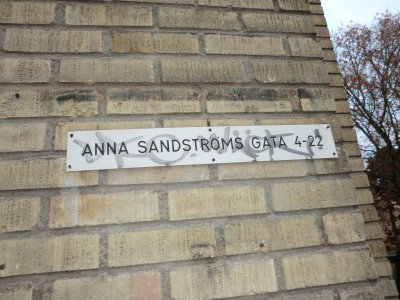 ANNA SANDSTRÖMS GATA 4-22